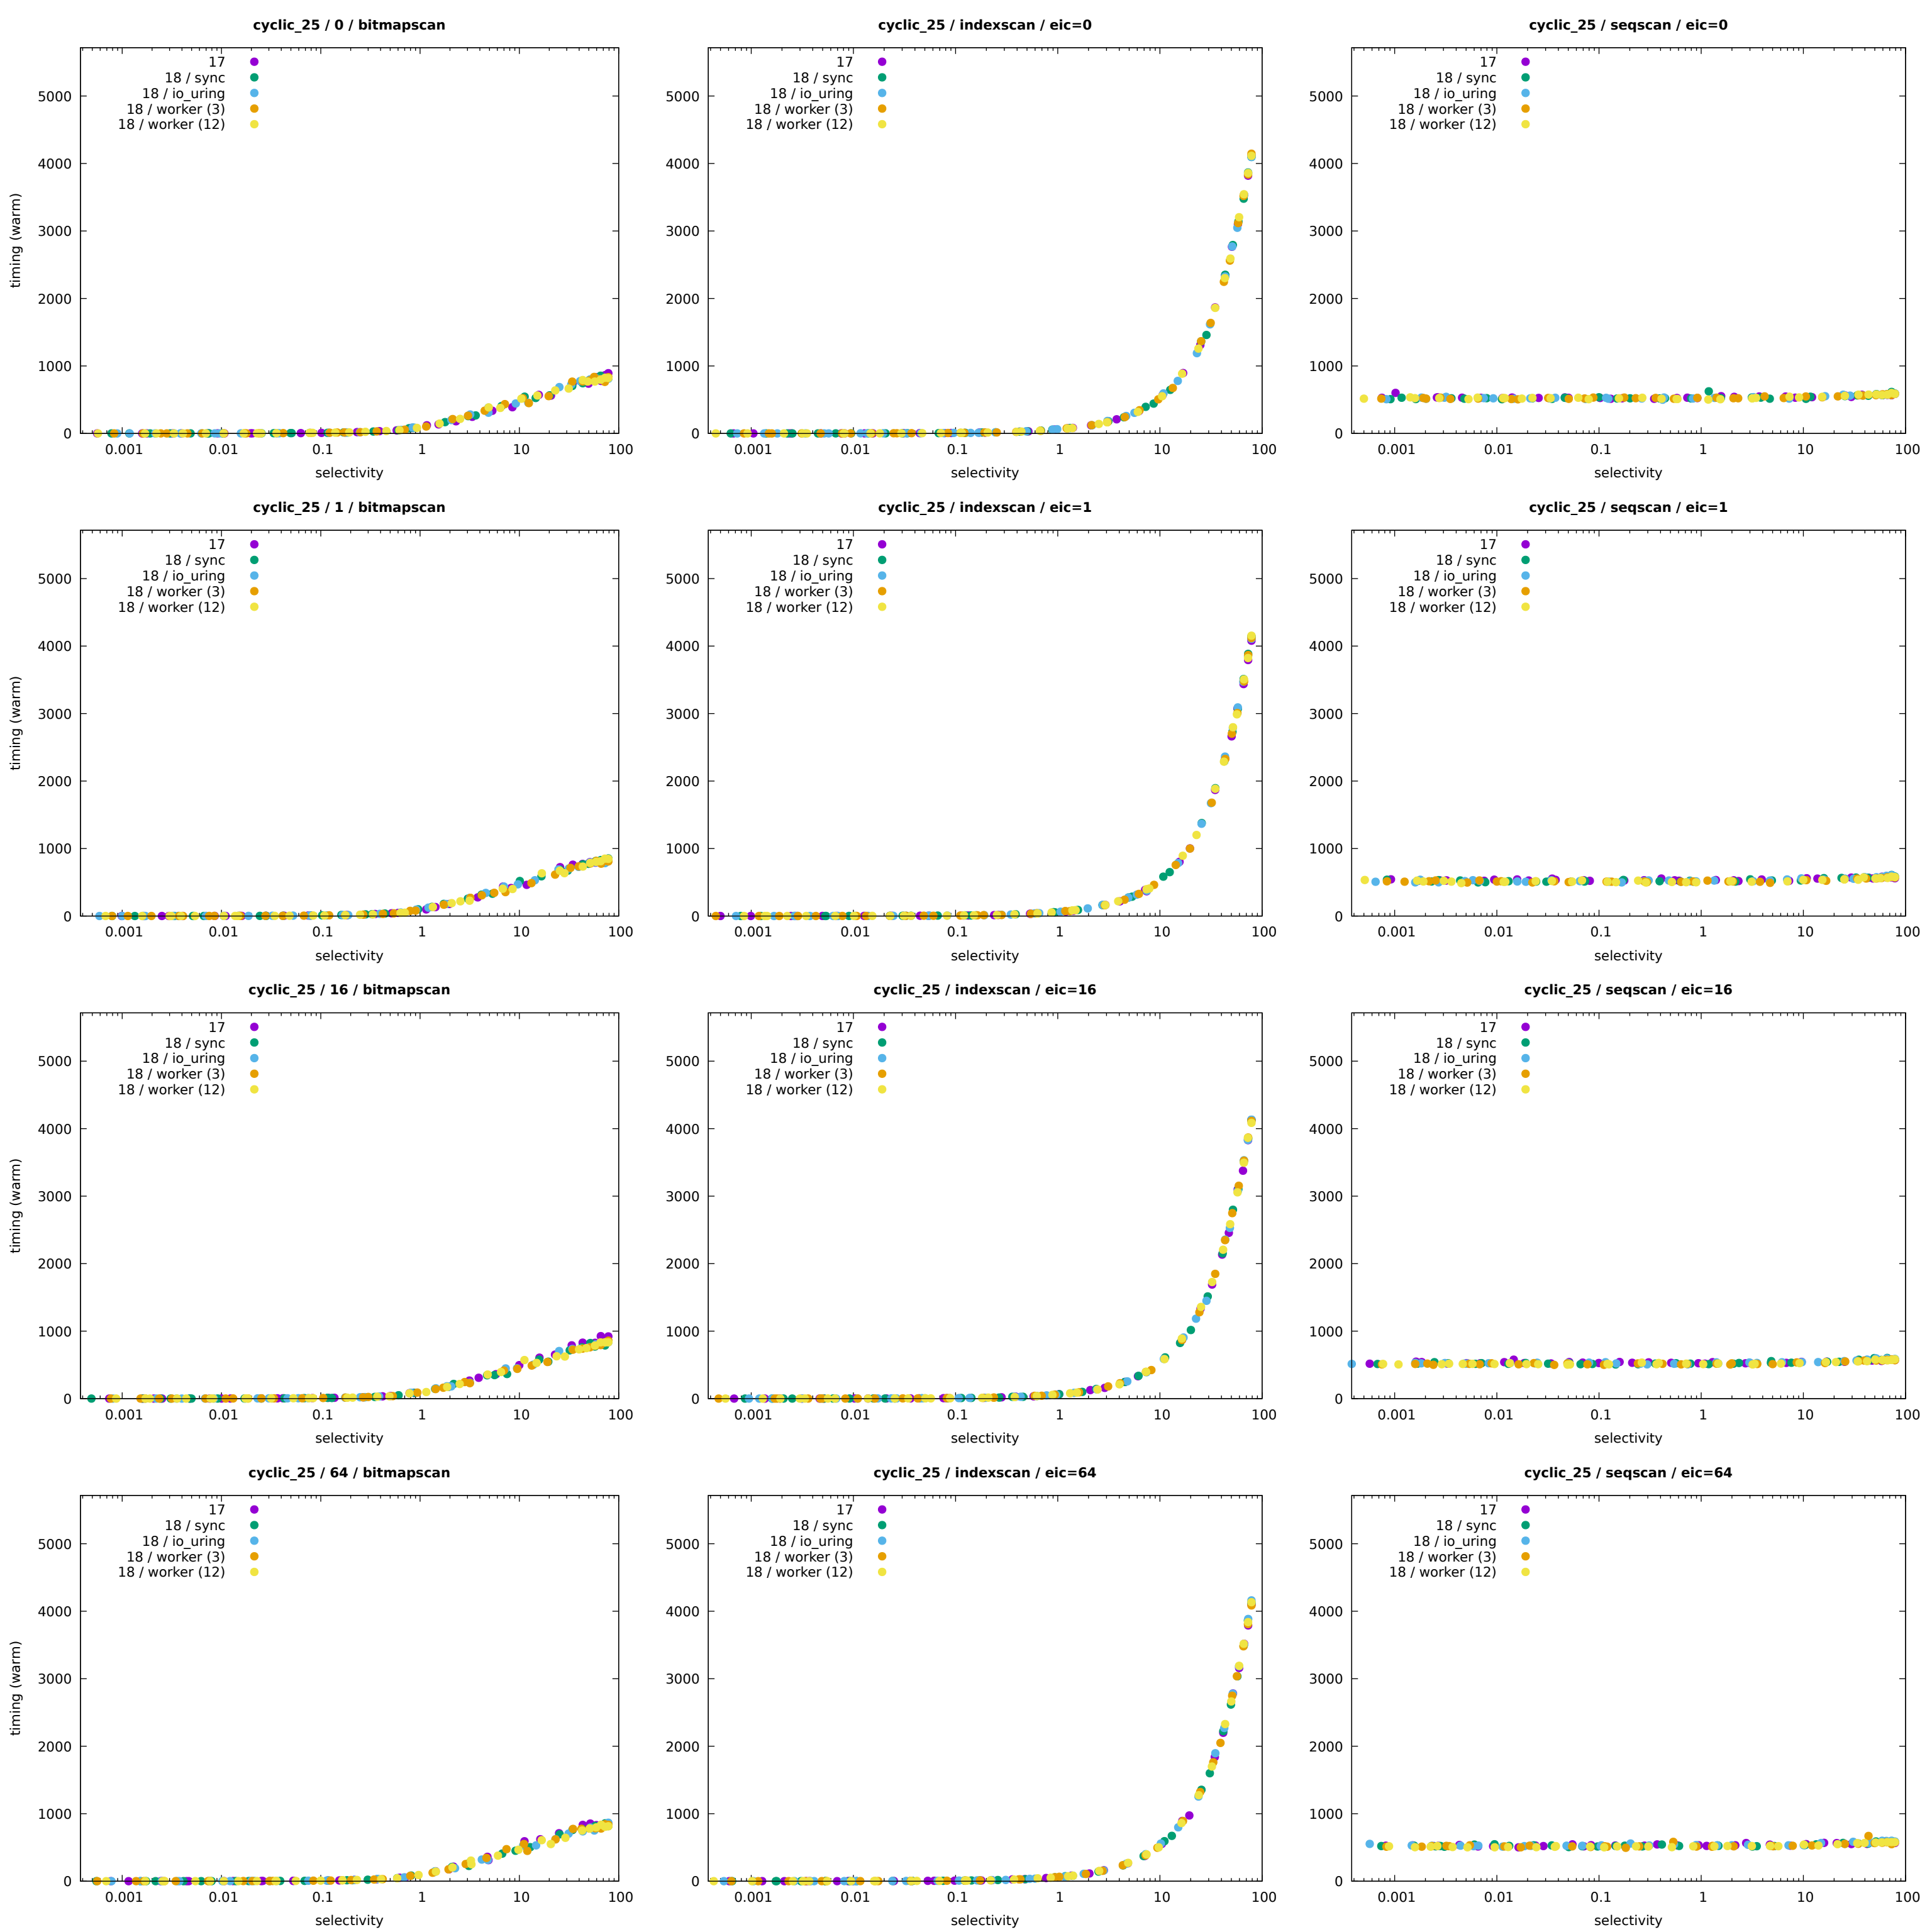 cyclic_25 / 0 / bitmapscan
17
18 / sync
18 / io_uring
18 / worker (3)
18 / worker (12)
timing (warm)
5000
4000
3000
2000
1000
0
0.001 0.01 0.1 1 10 100
selectivity
cyclic_25 / indexscan / eic=0
17
18 / sync
18 / io_uring
18 / worker (3)
18 / worker (12)
5000
4000
3000
2000
1000
0
0.001 0.01 0.1 1 10 100
selectivity
cyclic_25 / seqscan / eic=0
17
18 / sync
18 / io_uring
18 / worker (3)
18 / worker (12)
5000
4000
3000
2000
1000
0
0.001 0.01 0.1 1 10 100
selectivity
cyclic_25 / 1 / bitmapscan
17
18 / sync
18 / io_uring
18 / worker (3)
18 / worker (12)
timing (warm)
5000
4000
3000
2000
1000
0
0.001 0.01 0.1 1 10 100
selectivity
cyclic_25 / indexscan / eic=1
17
18 / sync
18 / io_uring
18 / worker (3)
18 / worker (12)
5000
4000
3000
2000
1000
0
0.001 0.01 0.1 1 10 100
selectivity
cyclic_25 / seqscan / eic=1
17
18 / sync
18 / io_uring
18 / worker (3)
18 / worker (12)
5000
4000
3000
2000
1000
0
0.001 0.01 0.1 1 10 100
selectivity
cyclic_25 / 16 / bitmapscan
17
18 / sync
18 / io_uring
18 / worker (3)
18 / worker (12)
timing (warm)
5000
4000
3000
2000
1000
0
0.001 0.01 0.1 1 10 100
selectivity
cyclic_25 / indexscan / eic=16
17
18 / sync
18 / io_uring
18 / worker (3)
18 / worker (12)
5000
4000
3000
2000
1000
0
0.001 0.01 0.1 1 10 100
selectivity
cyclic_25 / seqscan / eic=16
17
18 / sync
18 / io_uring
18 / worker (3)
18 / worker (12)
5000
4000
3000
2000
1000
0
0.001 0.01 0.1 1 10 100
selectivity
cyclic_25 / 64 / bitmapscan
17
18 / sync
18 / io_uring
18 / worker (3)
18 / worker (12)
timing (warm)
5000
4000
3000
2000
1000
0
0.001 0.01 0.1 1 10 100
selectivity
cyclic_25 / indexscan / eic=64
17
18 / sync
18 / io_uring
18 / worker (3)
18 / worker (12)
5000
4000
3000
2000
1000
0
0.001 0.01 0.1 1 10 100
selectivity
cyclic_25 / seqscan / eic=64
17
18 / sync
18 / io_uring
18 / worker (3)
18 / worker (12)
5000
4000
3000
2000
1000
0
0.001 0.01 0.1 1 10 100
selectivity